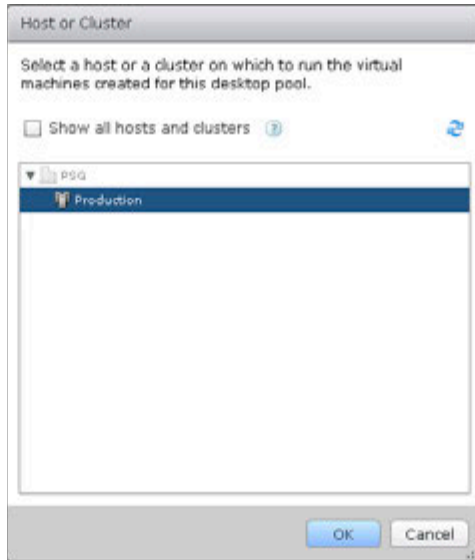 Host or Cluster
Select a host or a cluster on which to run the virtual
machines created for this desktop pool.
Show all hosts and clusters ?
PSG
Production
OK Cancel